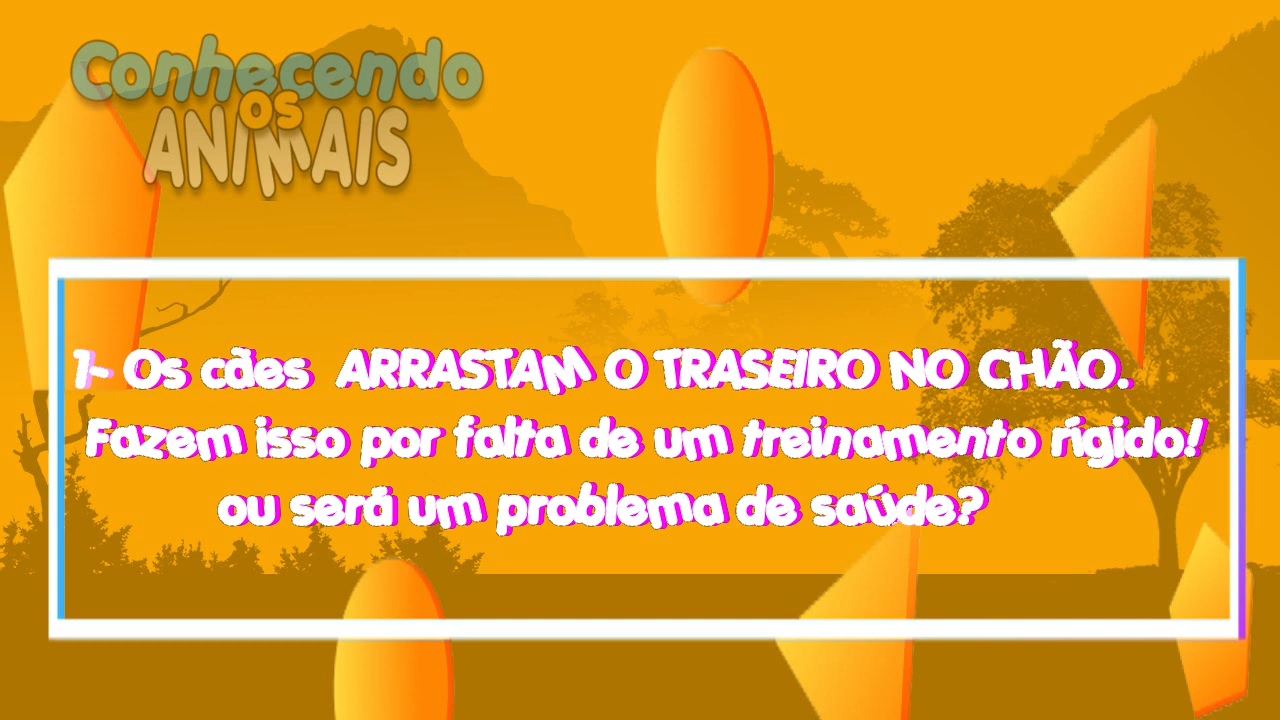 Conhecendo
OS
ANIMAIS
1- Os cães ARRASTAM O TRASEIRO NO CHÃO.
Fazem isso por falta de um treinamento rígido!
ou será um problema de saúde?